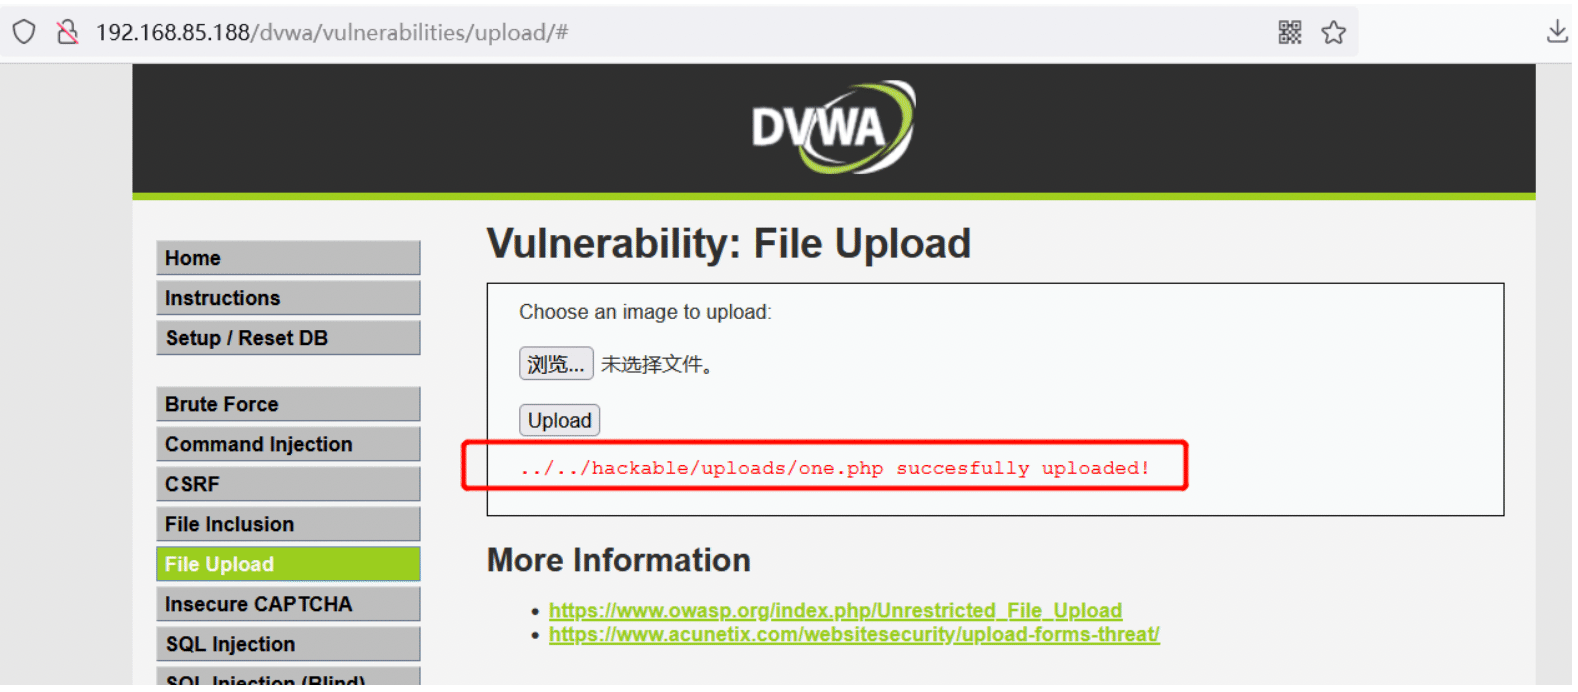 192.168.85.188/dvwa/vulnerabilities/upload/#
DVWA
Home
Instructions
Setup / Reset DB
Brute Force
Command Injection
CSRF
File Inclusion
File Upload
Insecure CAPTCHA
SQL Injection
SQL Injection (Blind)
Vulnerability: File Upload
Choose an image to upload:
浏览... 未选择文件。
Upload
../../hackable/uploads/one.php succesfully uploaded!
More Information
https://www.owasp.org/index.php/Unrestricted_File_Upload
https://www.acunetix.com/websitesecurity/upload-forms-threat/